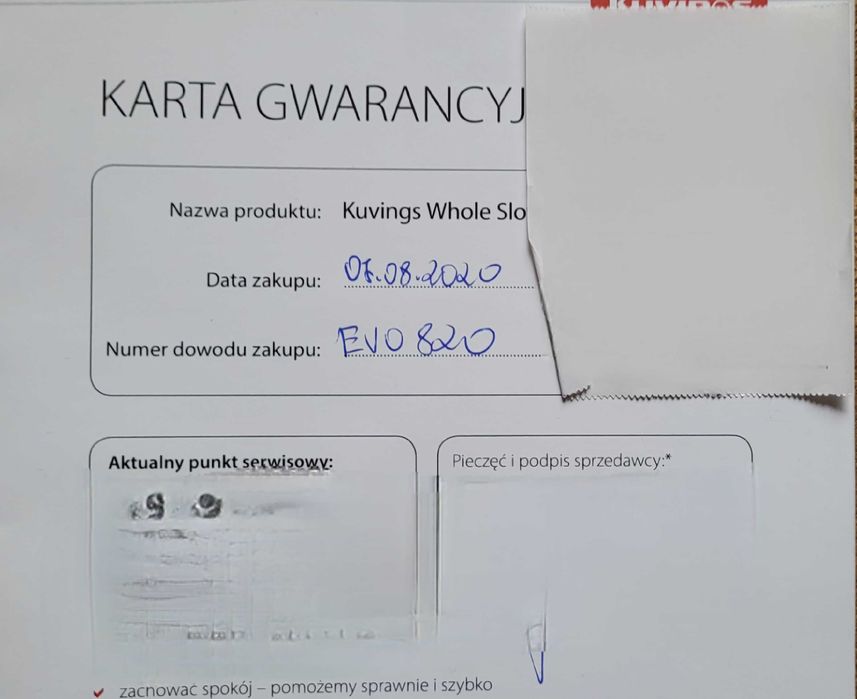 KARTA GWARANCYJ
Nazwa produktu: Kuvings Whole Slo
Data zakupu: 07.08.2020
Numer dowodu zakupu: EVO 820
Aktualny punkt serwisowy:
Pieczęć i podpis sprzedawcy:*
zachować spokój – pomożemy sprawnie i szybko